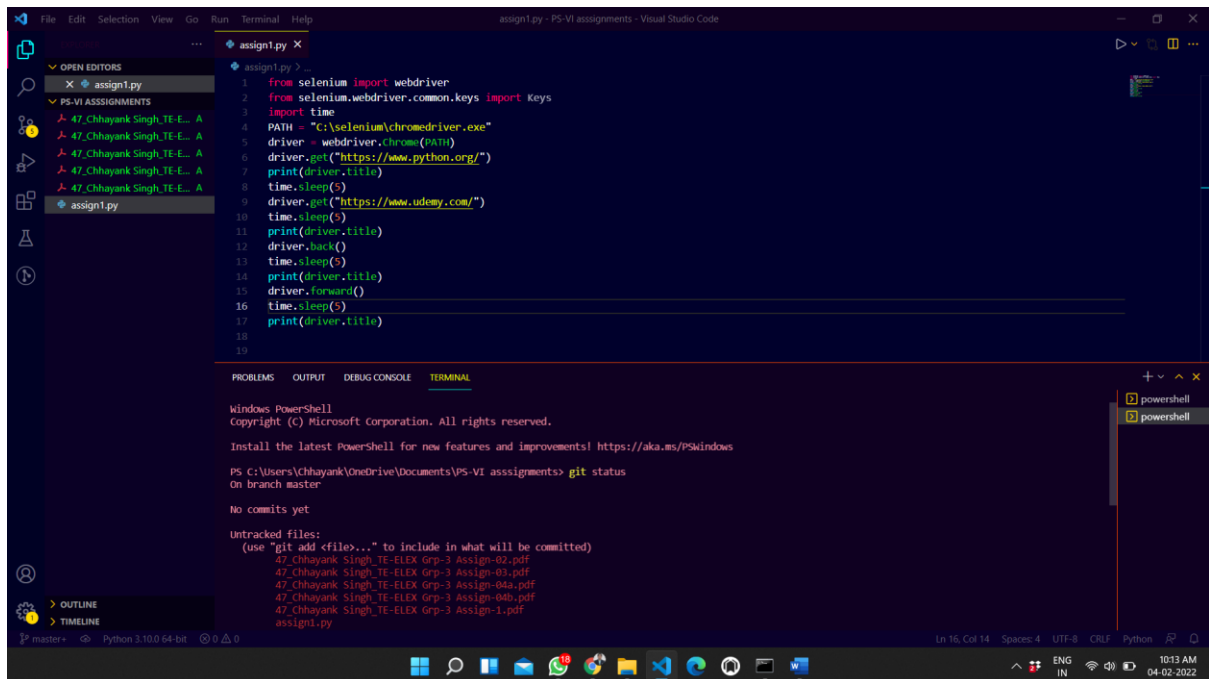 File Edit Selection View Go Run Terminal Help
assign1.py - PS-VI asssignments - Visual Studio Code
···
assign1.py ×
OPEN EDITORS
× assign1.py
PS-VI ASSSIGNMENTS
47_Chhayank Singh_TE-E... A
47_Chhayank Singh_TE-E... A
47_Chhayank Singh_TE-E... A
47_Chhayank Singh_TE-E... A
47_Chhayank Singh_TE-E... A
assign1.py
OUTLINE
TIMELINE
5
1
assign1.py > ...
1 from selenium import webdriver
2 from selenium.webdriver.common.keys import Keys
3 import time
4 PATH = "C:\selenium\chromedriver.exe"
5 driver = webdriver.Chrome(PATH)
6 driver.get("https://www.python.org/")
7 print(driver.title)
8 time.sleep(5)
9 driver.get("https://www.udemy.com/")
10 time.sleep(5)
11 print(driver.title)
12 driver.back()
13 time.sleep(5)
14 print(driver.title)
15 driver.forward()
16 time.sleep(5)
17 print(driver.title)
18
19
PROBLEMS OUTPUT DEBUG CONSOLE TERMINAL
powershell
powershell
Windows PowerShell
Copyright (C) Microsoft Corporation. All rights reserved.
Install the latest PowerShell for new features and improvements! https://aka.ms/PSWindows
PS C:\Users\Chhayank\OneDrive\Documents\PS-VI asssignments> git status
On branch master
No commits yet
Untracked files:
(use "git add <file>..." to include in what will be committed)
47_Chhayank Singh_TE-ELEX Grp-3 Assign-02.pdf
47_Chhayank Singh_TE-ELEX Grp-3 Assign-03.pdf
47_Chhayank Singh_TE-ELEX Grp-3 Assign-04a.pdf
47_Chhayank Singh_TE-ELEX Grp-3 Assign-04b.pdf
47_Chhayank Singh_TE-ELEX Grp-3 Assign-1.pdf
assign1.py
master+ Python 3.10.0 64-bit 0 0
Ln 16, Col 14 Spaces: 4 UTF-8 CRLF Python
18
ENG
IN
10:13 AM
04-02-2022